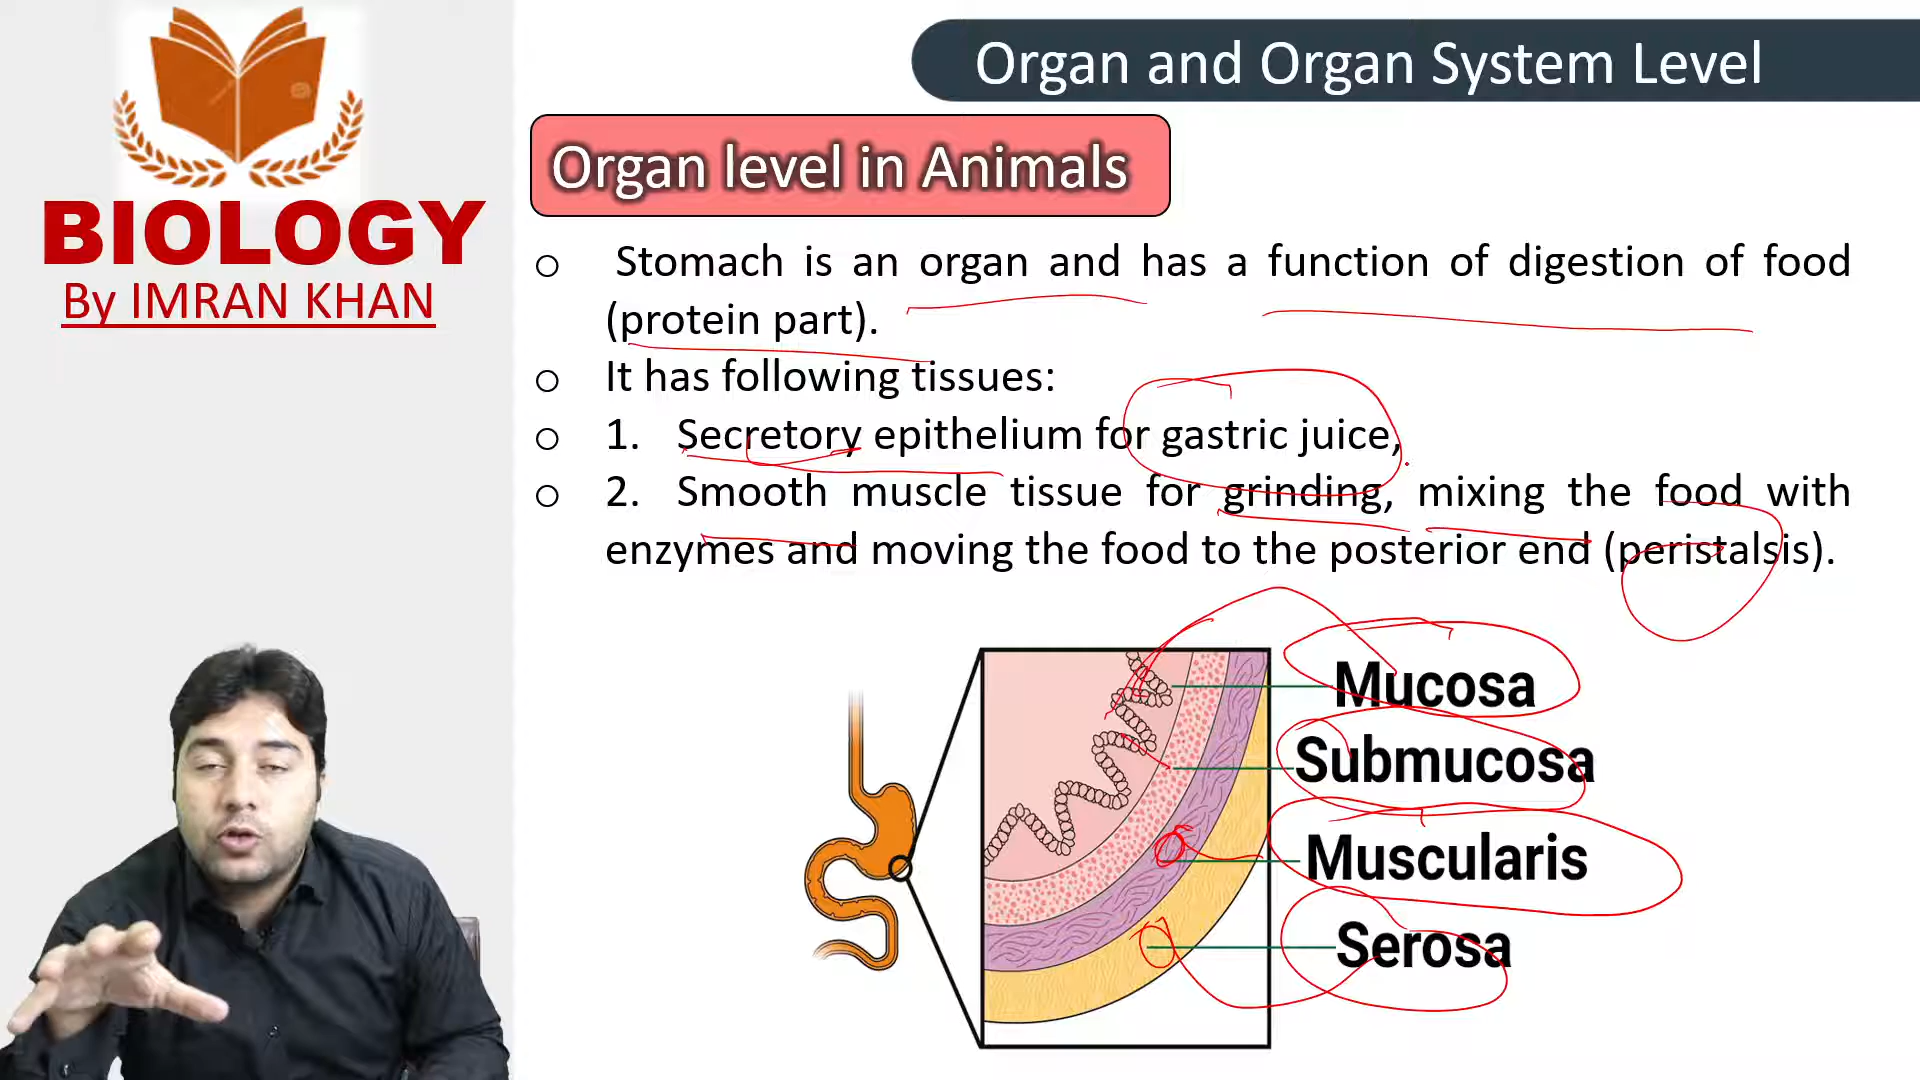 BIOLOGY
By IMRAN KHAN
Organ and Organ System Level
Organ level in Animals
o Stomach is an organ and has a function of digestion of food
(protein part).
o It has following tissues:
o 1. Secretory epithelium for gastric juice,
o 2. Smooth muscle tissue for grinding, mixing the food with
enzymes and moving the food to the posterior end (peristalsis).
Mucosa
Submucosa
Muscularis
Serosa